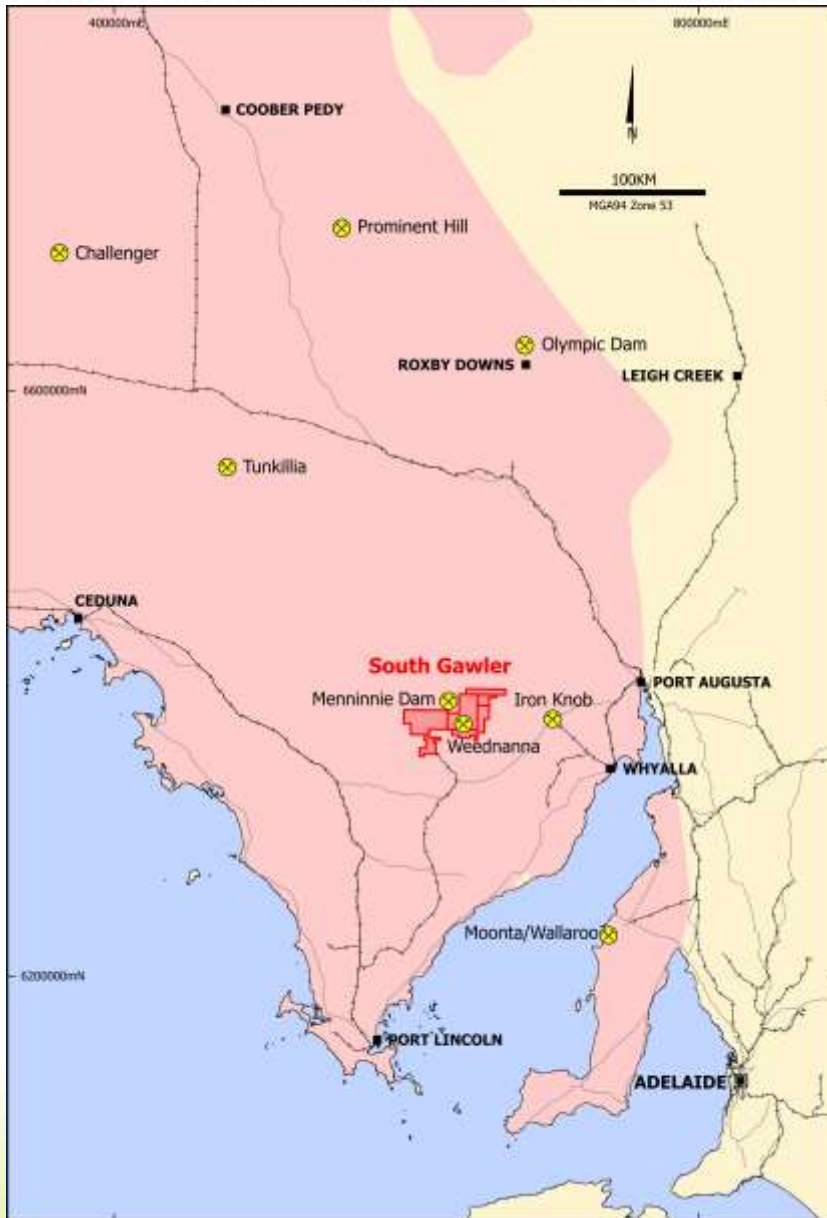 400000mE
800000mE
COOBER PEDY
N
100KM
MGA94 Zone 53
Prominent Hill
Challenger
Olympic Dam
ROXBY DOWNS
LEIGH CREEK
6600000mN
Tunkillia
CEDUNA
South Gawler
PORT AUGUSTA
Menninnie Dam
Iron Knob
Weednanna
WHYALLA
Moonta/Wallaroo
6200000mN
PORT LINCOLN
ADELAIDE